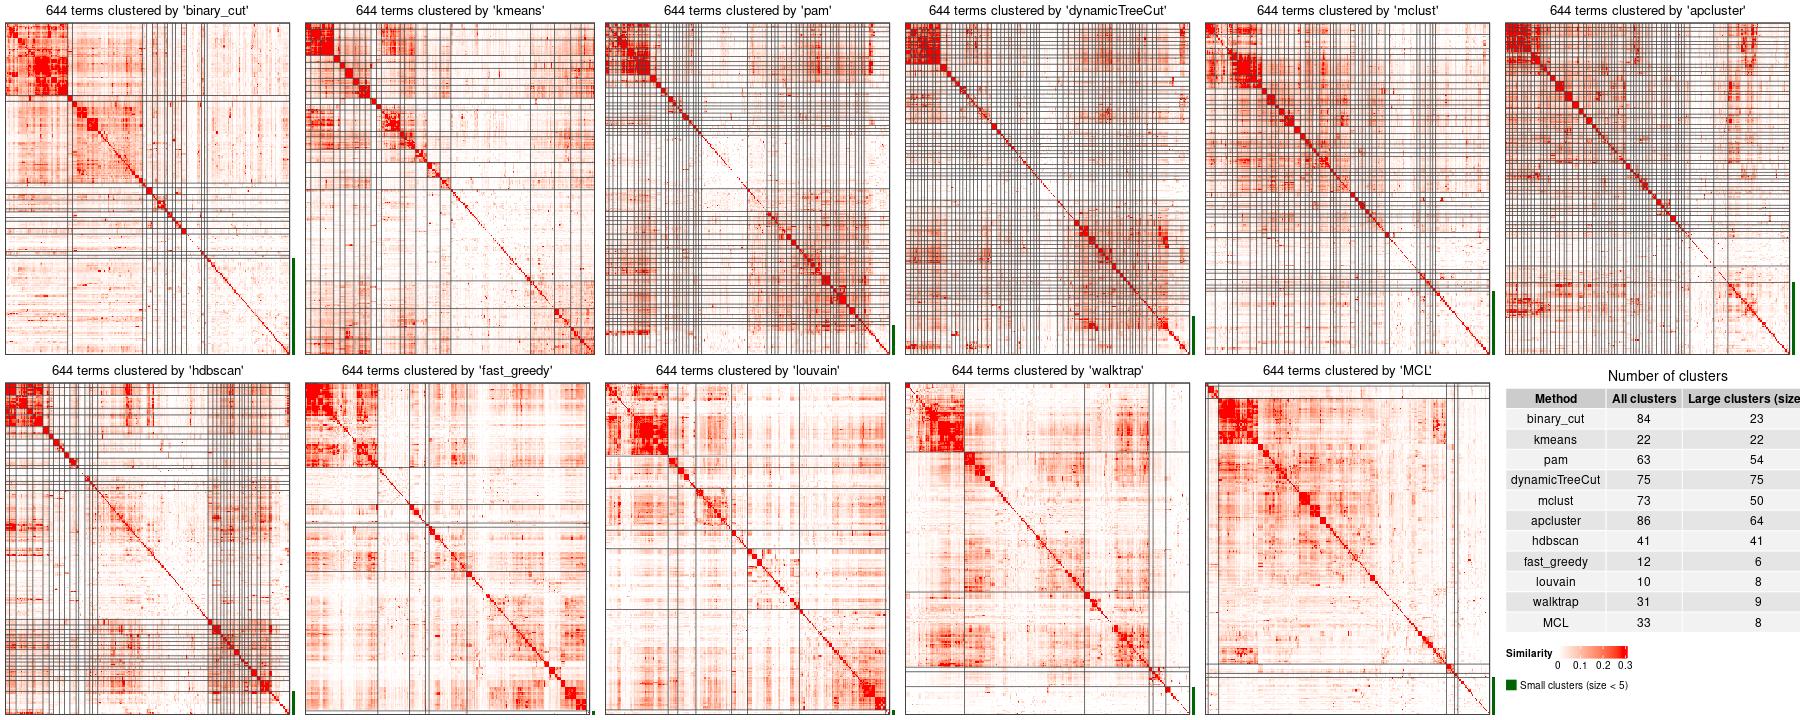 644 terms clustered by 'binary_cut'
644 terms clustered by 'kmeans'
644 terms clustered by 'pam'
644 terms clustered by 'dynamicTreeCut'
644 terms clustered by 'mclust'
644 terms clustered by 'apcluster'
644 terms clustered by 'hdbscan'
644 terms clustered by 'fast_greedy'
644 terms clustered by 'louvain'
644 terms clustered by 'walktrap'
644 terms clustered by 'MCL'
Number of clusters
Method All clusters Large clusters (size
binary_cut 84 23
kmeans 22 22
pam 63 54
dynamicTreeCut 75 75
mclust 73 50
apcluster 86 64
hdbscan 41 41
fast_greedy 12 6
louvain 10 8
walktrap 31 9
MCL 33 8
Similarity
0 0.1 0.2 0.3
Small clusters (size < 5)